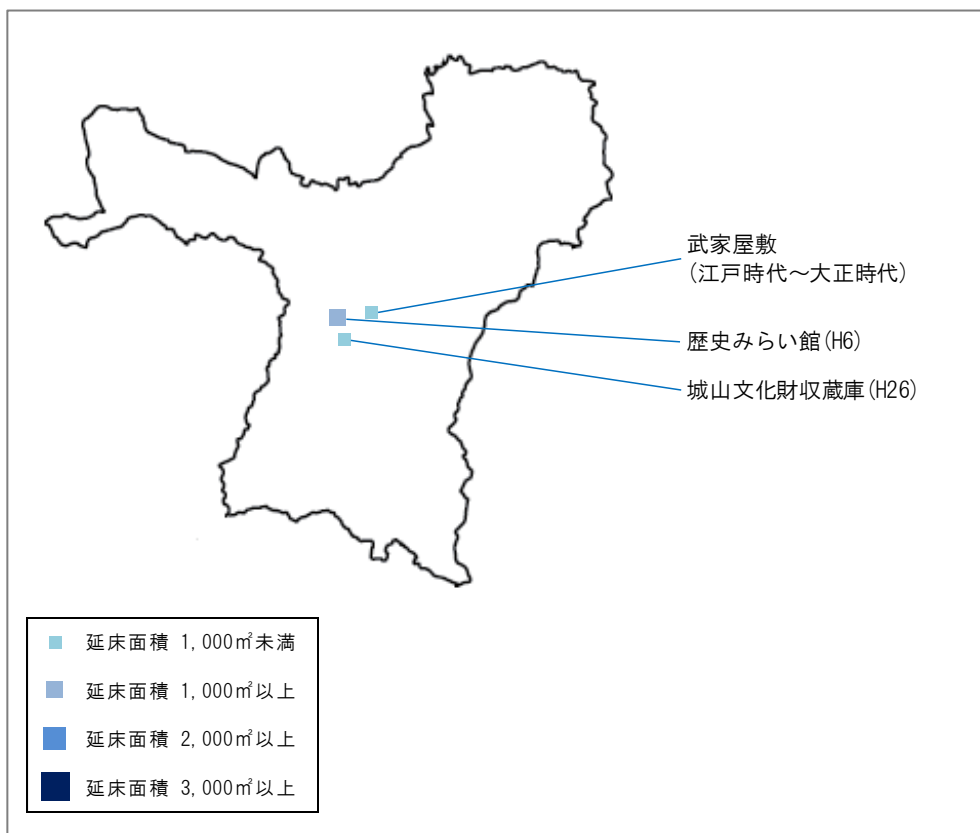 武家屋敷
(江戸時代～大正時代)
歴史みらい館(H6)
城山文化財収蔵庫(H26)
延床面積 1,000㎡未満
延床面積 1,000㎡以上
延床面積 2,000㎡以上
延床面積 3,000㎡以上